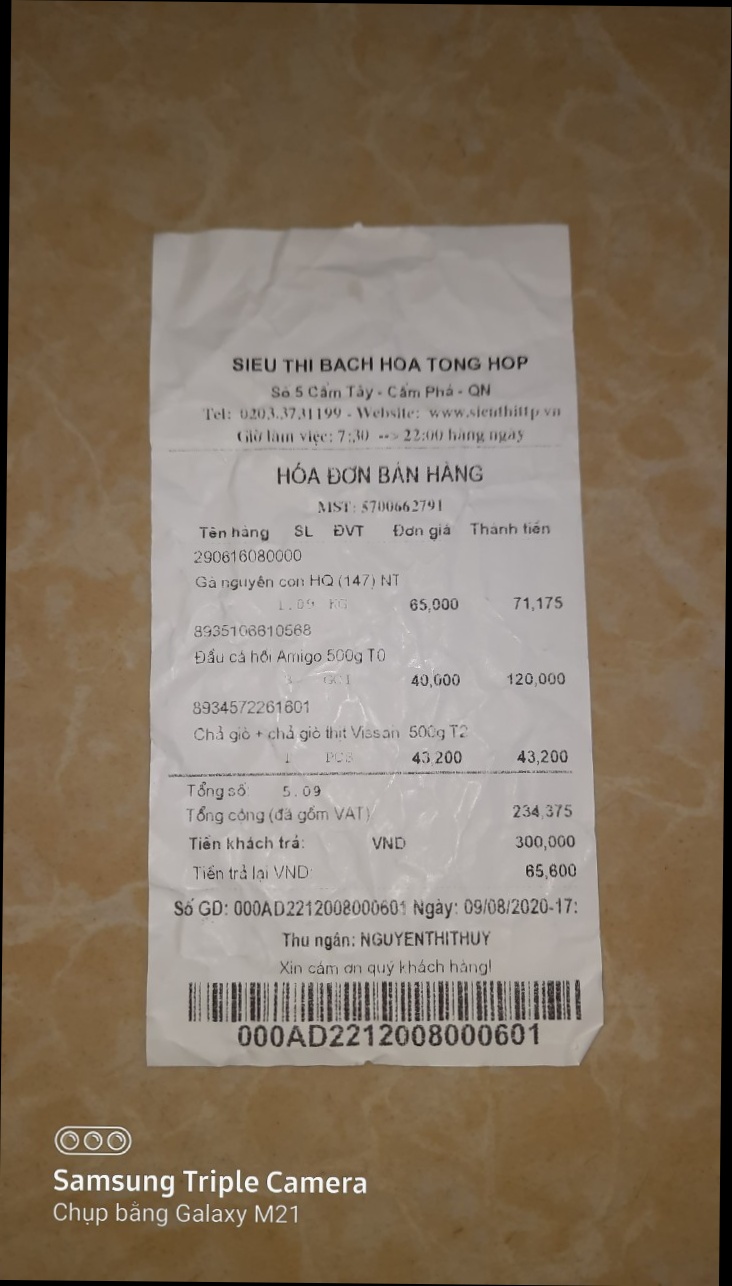 SIEU THI BACH HOA TONG HOP
Số 5 Cẩm Tây - Cẩm Phả - QN
Tel: 0203.3731199 - Website: www.sieuthittp.vn
Giờ làm việc: 7:30 --> 22:00 hàng ngày
HÓA ĐƠN BÁN HÀNG
MST: 5700662791
Tên hàng SL ĐVT Đơn giá Thành tiền
290616080000
Gà nguyên con HQ (147) NT
1.09 KG 65,000 71,175
8935106610568
Đầu cá hồi Amigo 500g T0
3 40,000 120,000
8934572261601
Chả giò + chả giò thịt Vissan 500g T2
1 PCS 43,200 43,200
Tổng số: 5.09
Tổng cộng (đã gồm VAT): 234,375
Tiền khách trả: VND 300,000
Tiền trả lại VND: 65,600
Số GD: 000AD2212008000601 Ngày: 09/08/2020-17:
Thu ngân: NGUYENTHITHUY
Xin cám ơn quý khách hàng!
000AD2212008000601
Samsung Triple Camera
Chụp bằng Galaxy M21